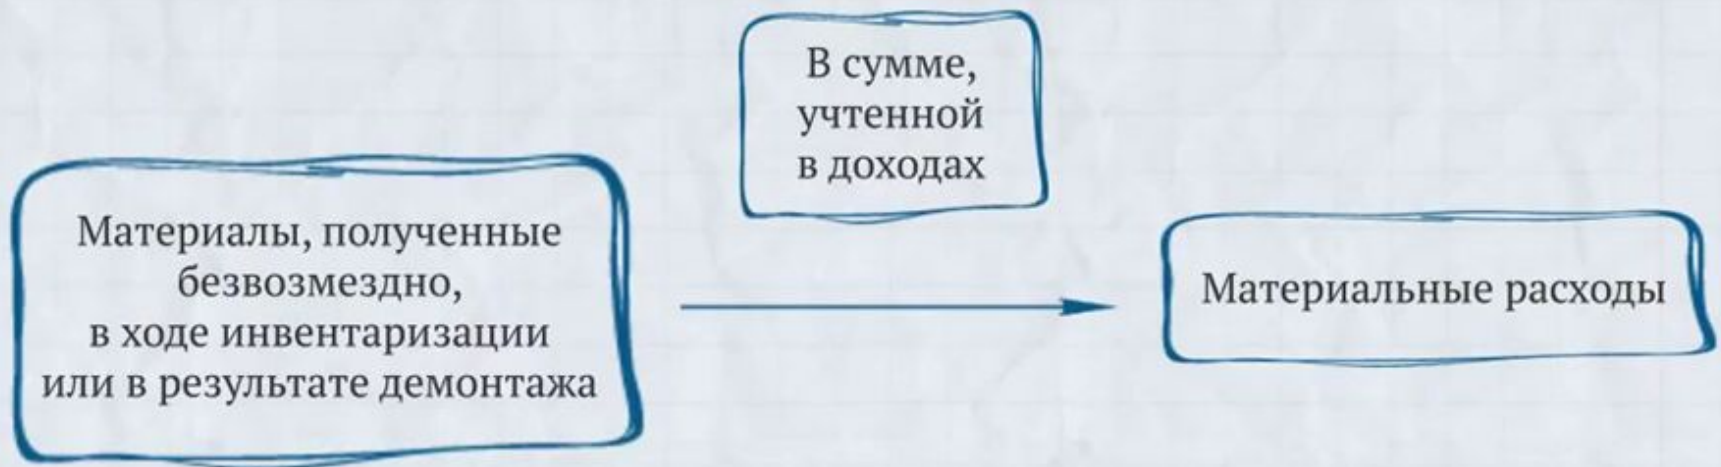 В сумме,
учтенной
в доходах
Материалы, полученные
безвозмездно,
в ходе инвентаризации
или в результате демонтажа
Материальные расходы